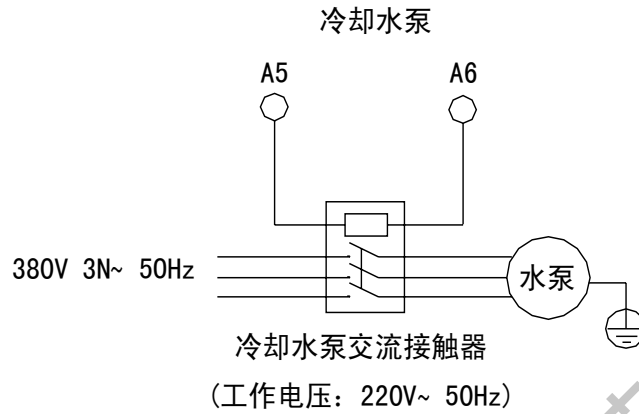 冷却水泵
A5 A6
380V 3N~ 50Hz
水泵
冷却水泵交流接触器
(工作电压: 220V~ 50Hz)